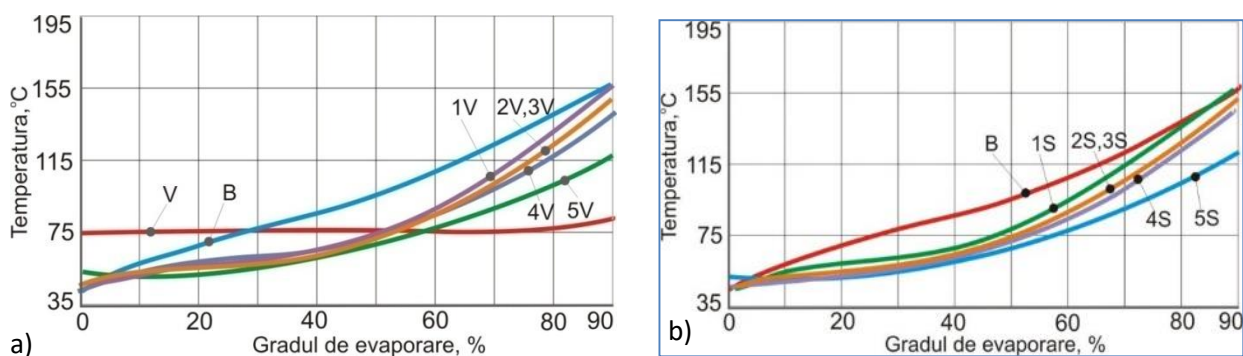 195
155
115
75
35
Temperatura,°C
V
B
1V
2V,3V
4V
5V
0
20
40
60
80
90
Gradul de evaporare, %
a)
195
155
115
75
35
Temperatura,°C
B
1S
2S,3S
4S
5S
0
20
40
60
80
90
Gradul de evaporare, %
b)